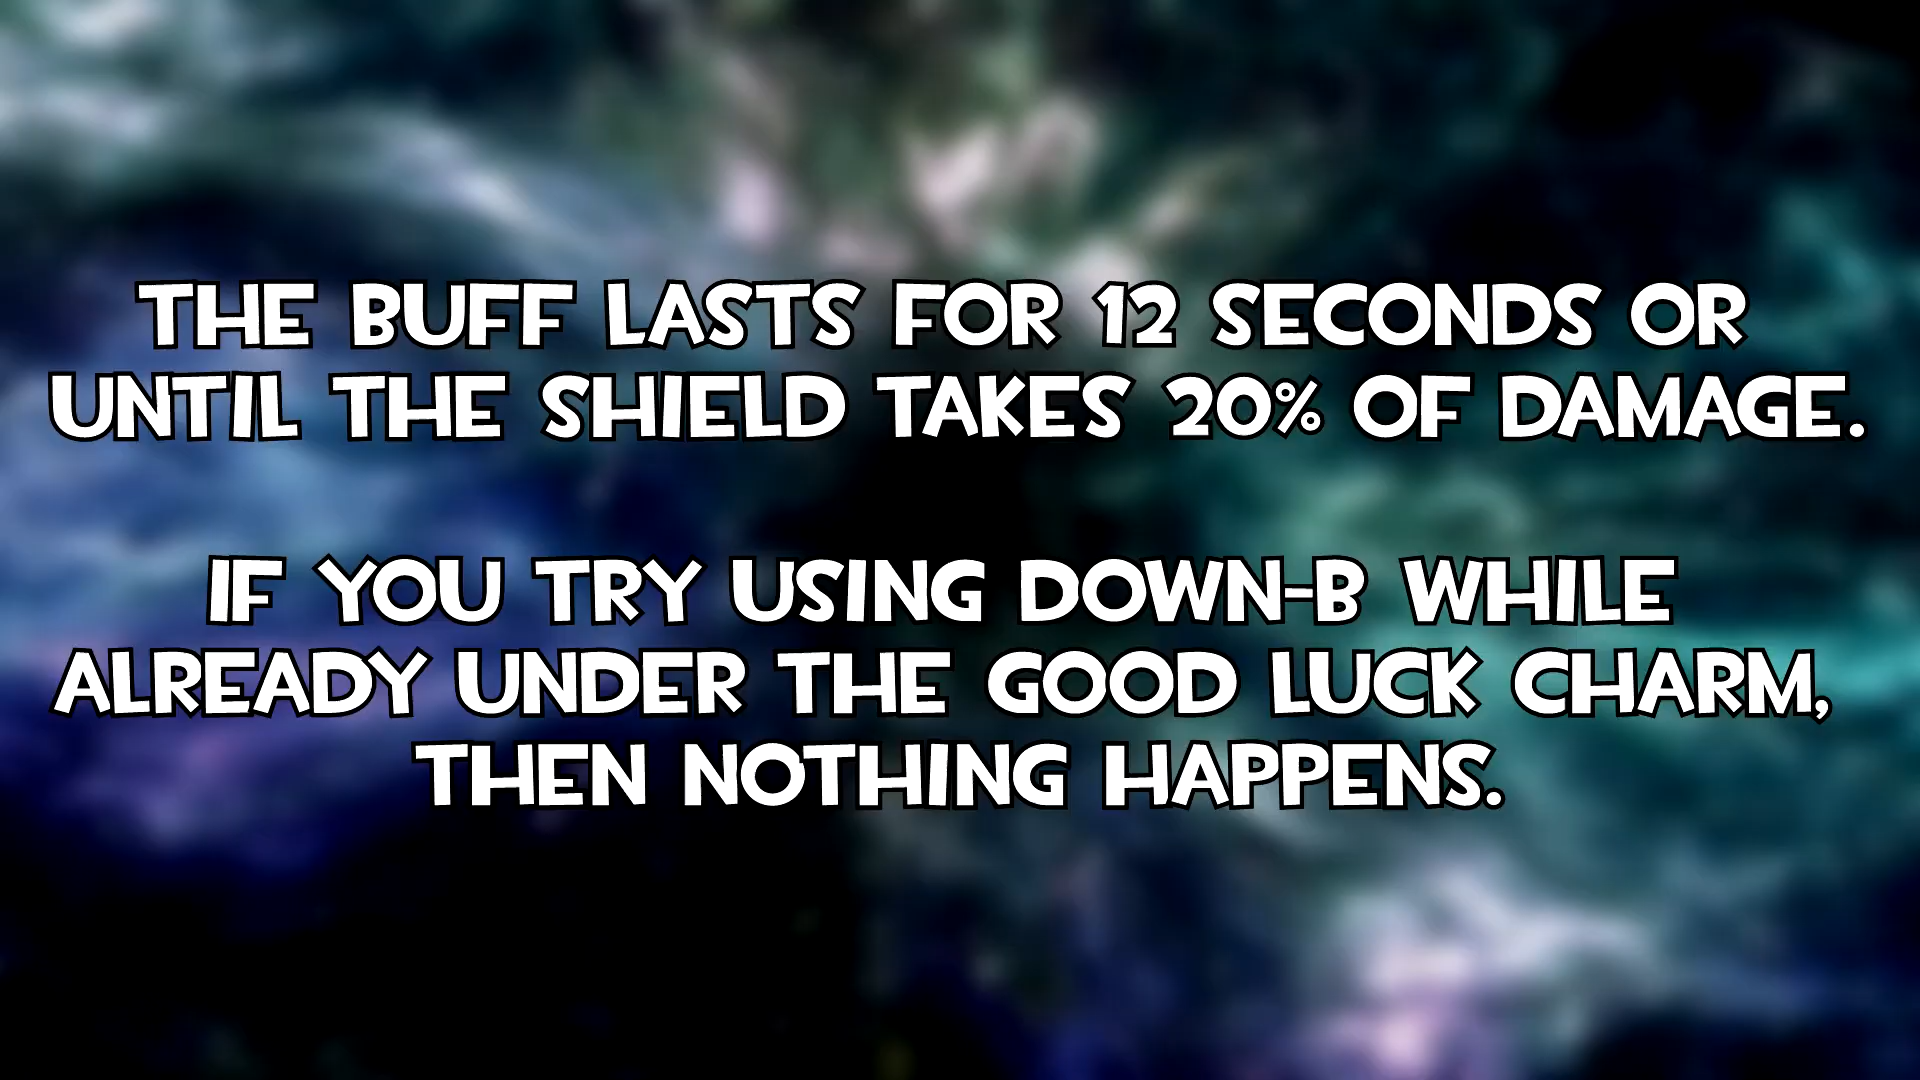 THE BUFF LASTS FOR 12 SECONDS OR
UNTIL THE SHIELD TAKES 20% OF DAMAGE.
IF YOU TRY USING DOWN-B WHILE
ALREADY UNDER THE GOOD LUCK CHARM,
THEN NOTHING HAPPENS.